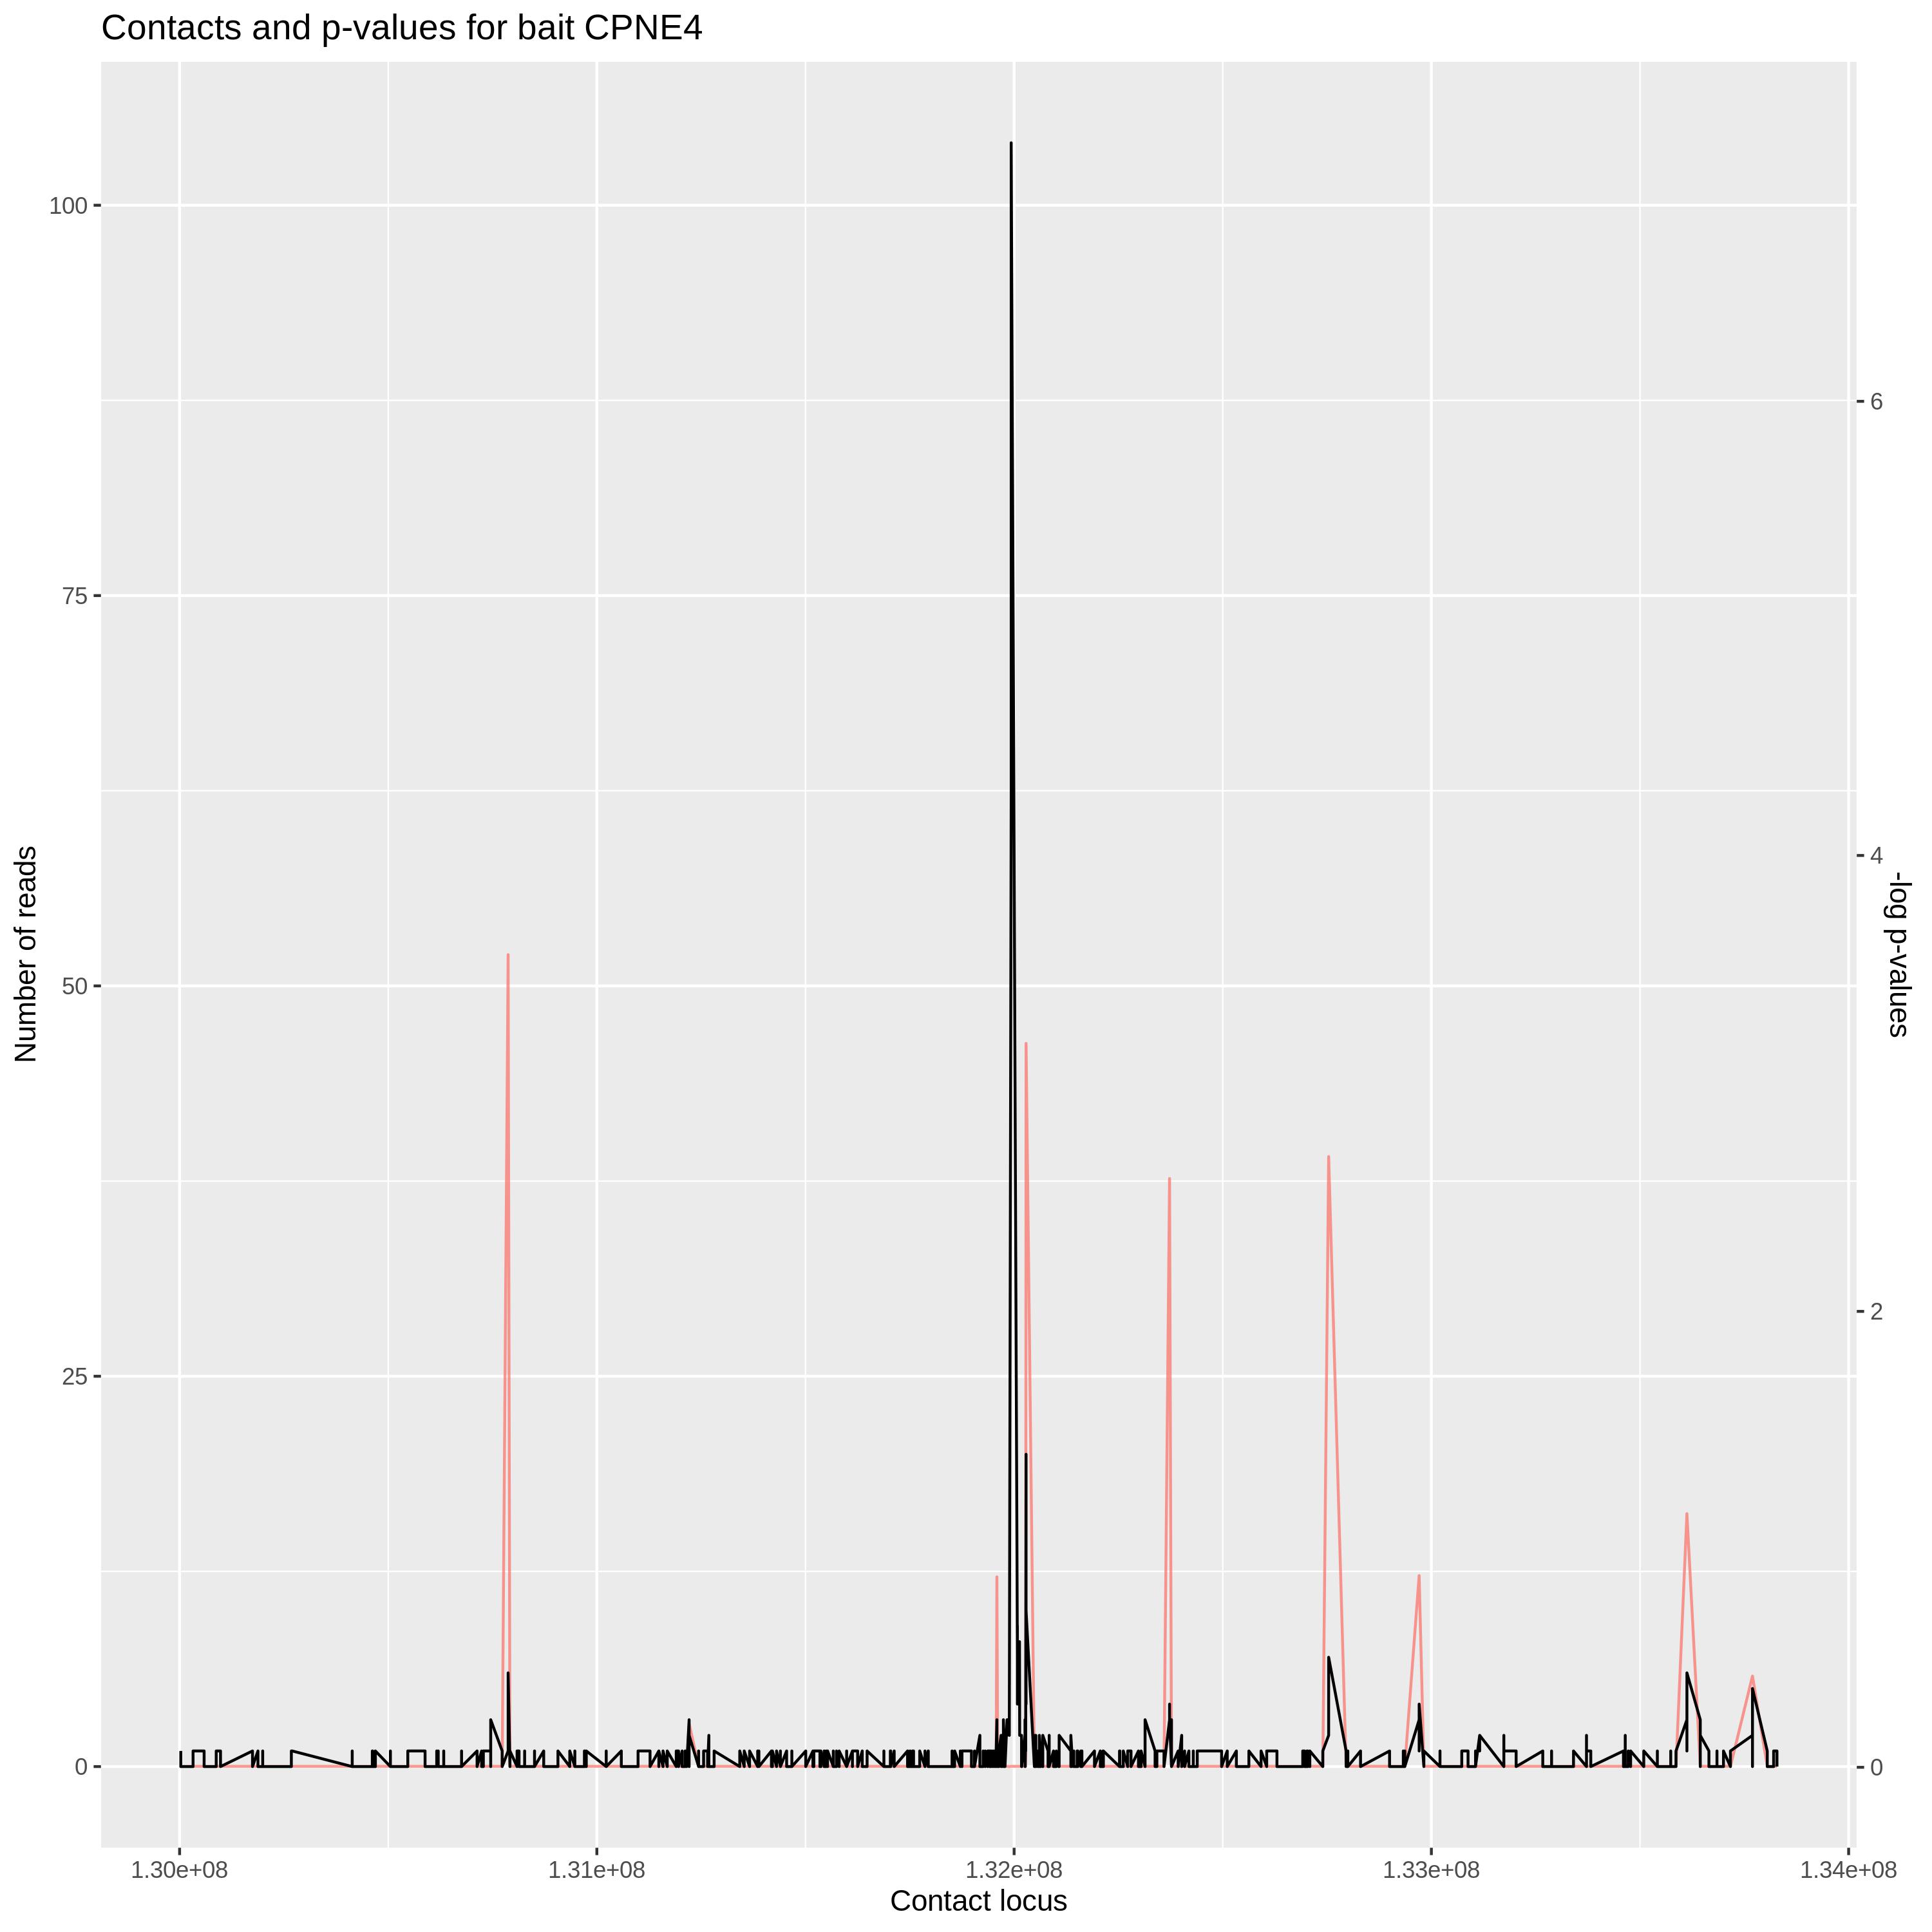 Contacts and p-values for bait CPNE4
Number of reads
100
75
50
25
0
6
4
2
0
-log p-values
1.30e+08
1.31e+08
1.32e+08
1.33e+08
1.34e+08
Contact locus